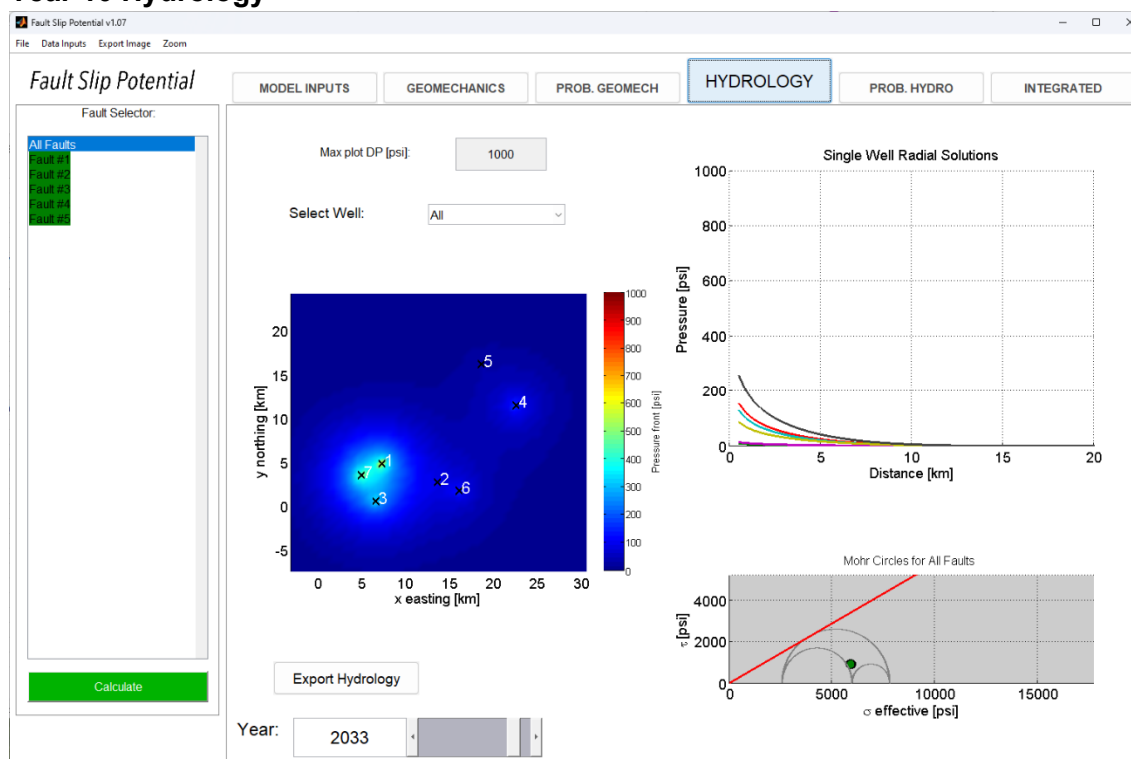 Year 10 Hydrology
Fault Slip Potential v1.07
File Data Inputs Export Image Zoom
Fault Slip Potential
MODEL INPUTS GEOMECHANICS PROB. GEOMECH HYDROLOGY PROB. HYDRO INTEGRATED
Fault Selector:
All Faults
Fault #1
Fault #2
Fault #3
Fault #4
Fault #5
Calculate
Max plot DP [psi]: 1000
Select Well: All
20
15
10
5
0
-5
y northing [km]
0 5 10 15 20 25 30
x easting [km]
5
4
1
7
2
6
3
1000
900
800
700
600
500
400
300
200
100
0
Pressure front [psi]
Export Hydrology
Year: 2033
Single Well Radial Solutions
1000
800
600
400
200
0
Pressure [psi]
0 5 10 15 20
Distance [km]
Mohr Circles for All Faults
4000
2000
0
τ [psi]
0 5000 10000 15000
σ effective [psi]